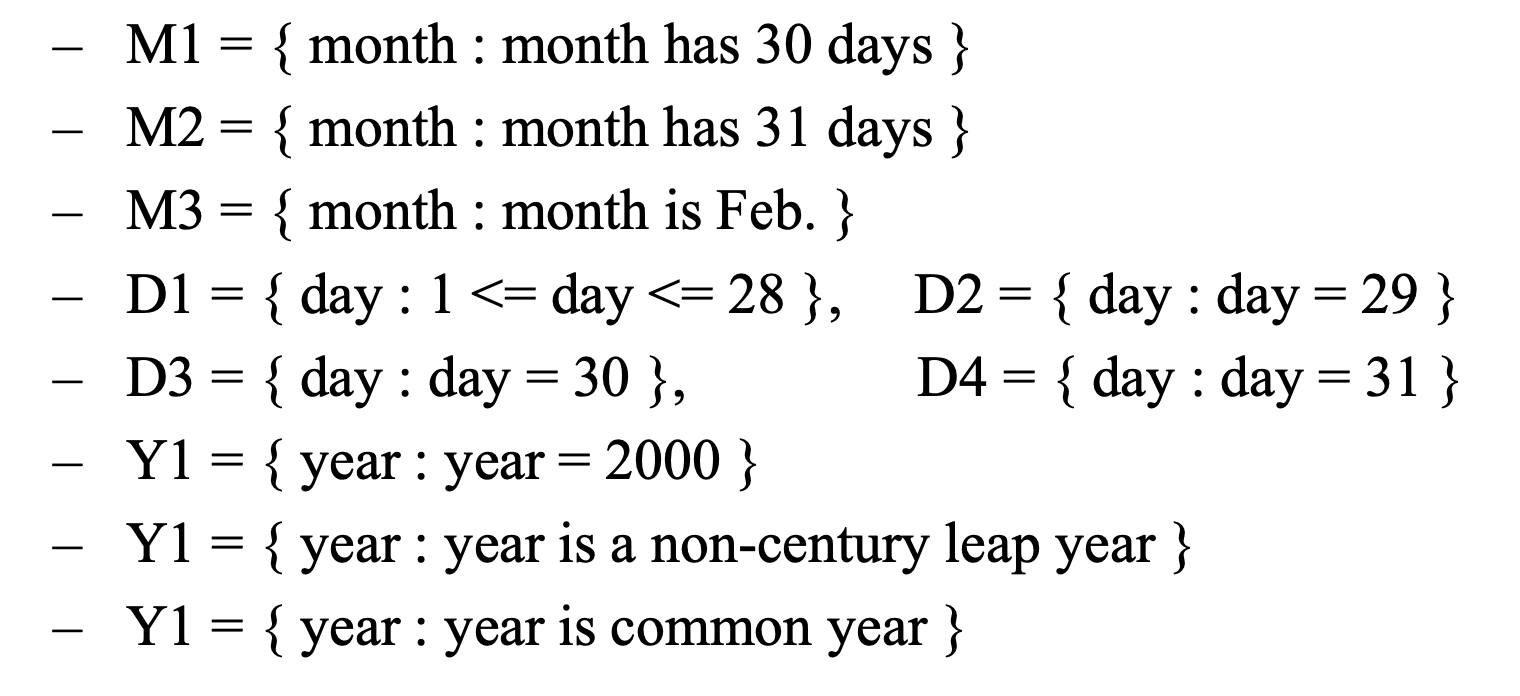 – M1 = { month : month has 30 days }
– M2 = { month : month has 31 days }
– M3 = { month : month is Feb. }
– D1 = { day : 1 <= day <= 28 }, D2 = { day : day = 29 }
– D3 = { day : day = 30 }, D4 = { day : day = 31 }
– Y1 = { year : year = 2000 }
– Y1 = { year : year is a non-century leap year }
– Y1 = { year : year is common year }